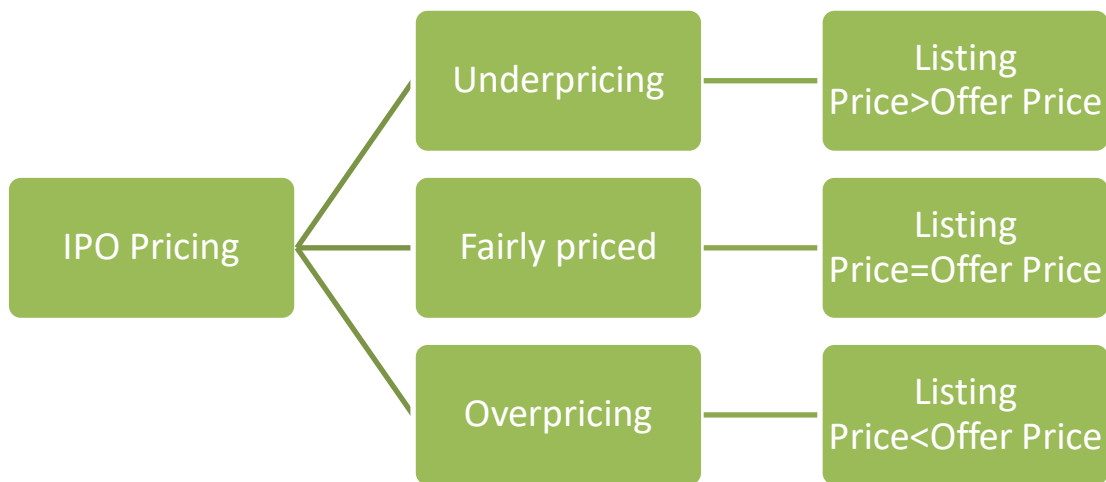 IPO Pricing
Underpricing
Listing
Price>Offer Price
Fairly priced
Listing
Price=Offer Price
Overpricing
Listing
Price<Offer Price